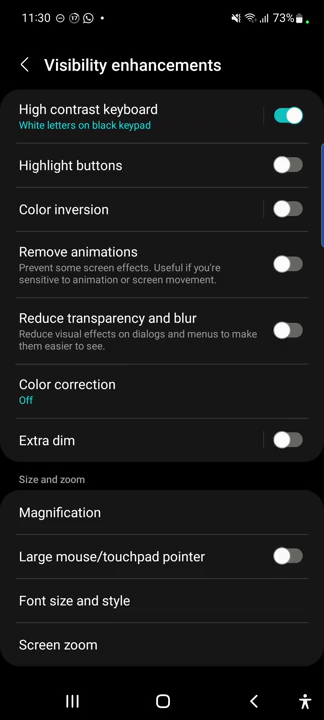 11:30
17
73%
Visibility enhancements
High contrast keyboard
White letters on black keypad
Highlight buttons
Color inversion
Remove animations
Prevent some screen effects. Useful if you're
sensitive to animation or screen movement.
Reduce transparency and blur
Reduce visual effects on dialogs and menus to make
them easier to see.
Color correction
Off
Extra dim
Size and zoom
Magnification
Large mouse/touchpad pointer
Font size and style
Screen zoom